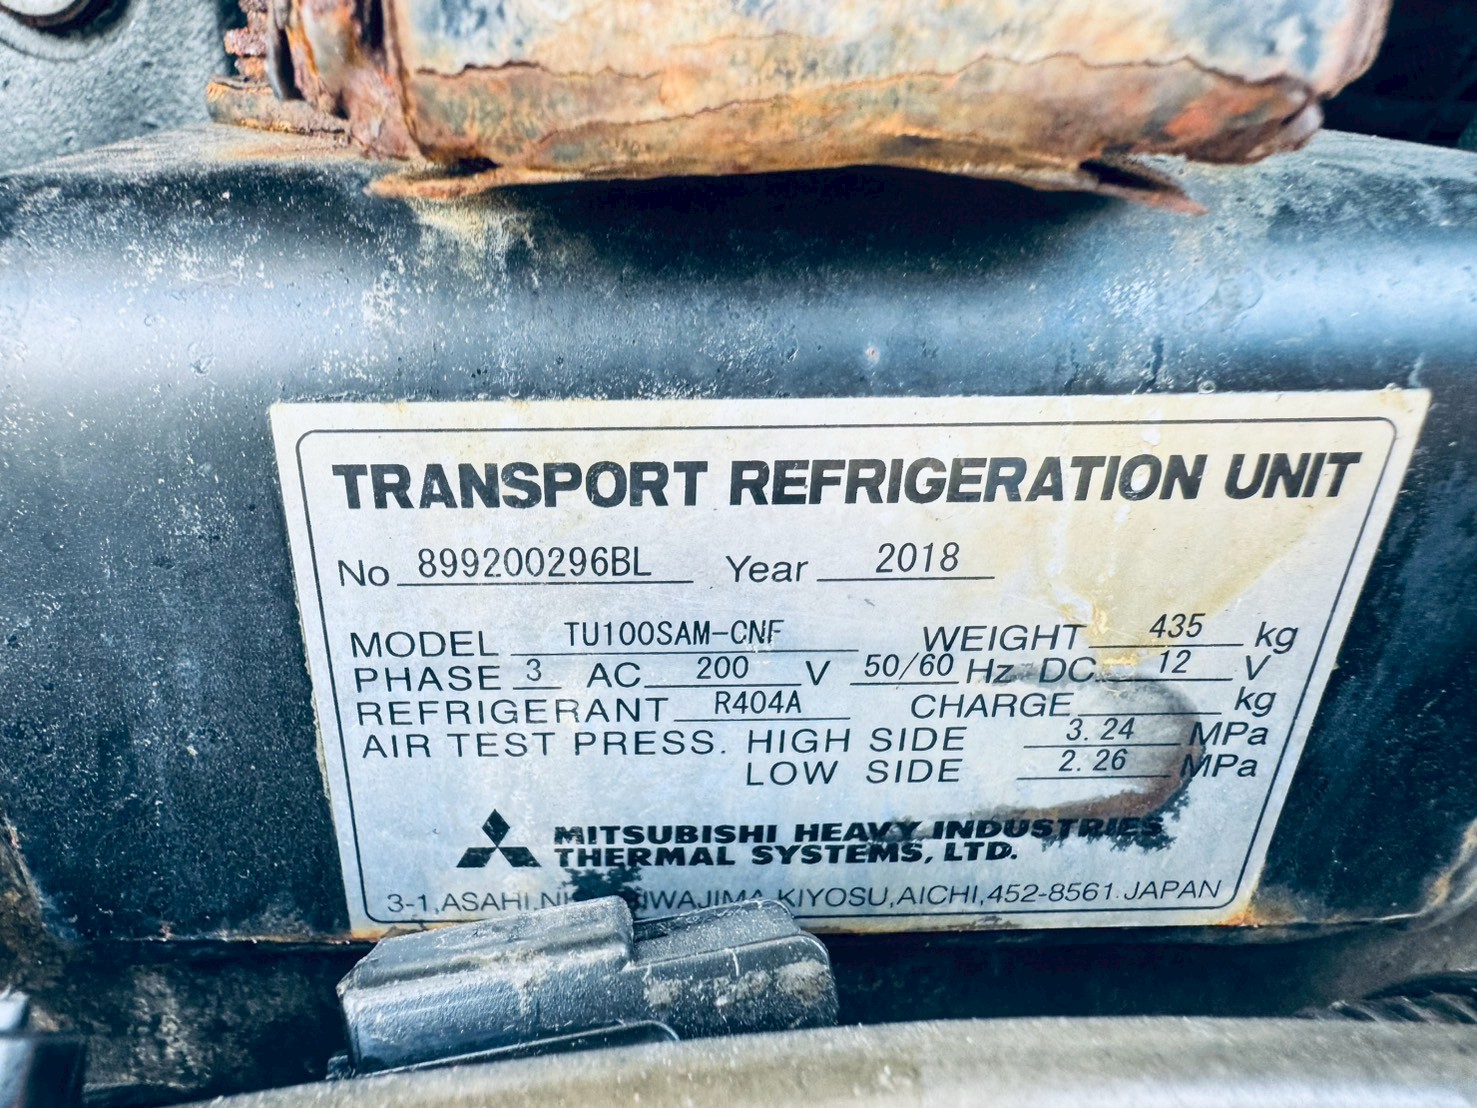 TRANSPORT REFRIGERATION UNIT
No 899200296BL Year 2018
MODEL TU100SAM-CNF WEIGHT 435 kg
PHASE 3 AC 200 V 50/60 Hz DC 12 V
REFRIGERANT R404A CHARGE kg
AIR TEST PRESS. HIGH SIDE 3.24 MPa
LOW SIDE 2.26 MPa
MITSUBISHI HEAVY INDUSTRIES
THERMAL SYSTEMS, LTD.
3-1,ASAHI, KIYOSU,AICHI,452-8561 JAPAN